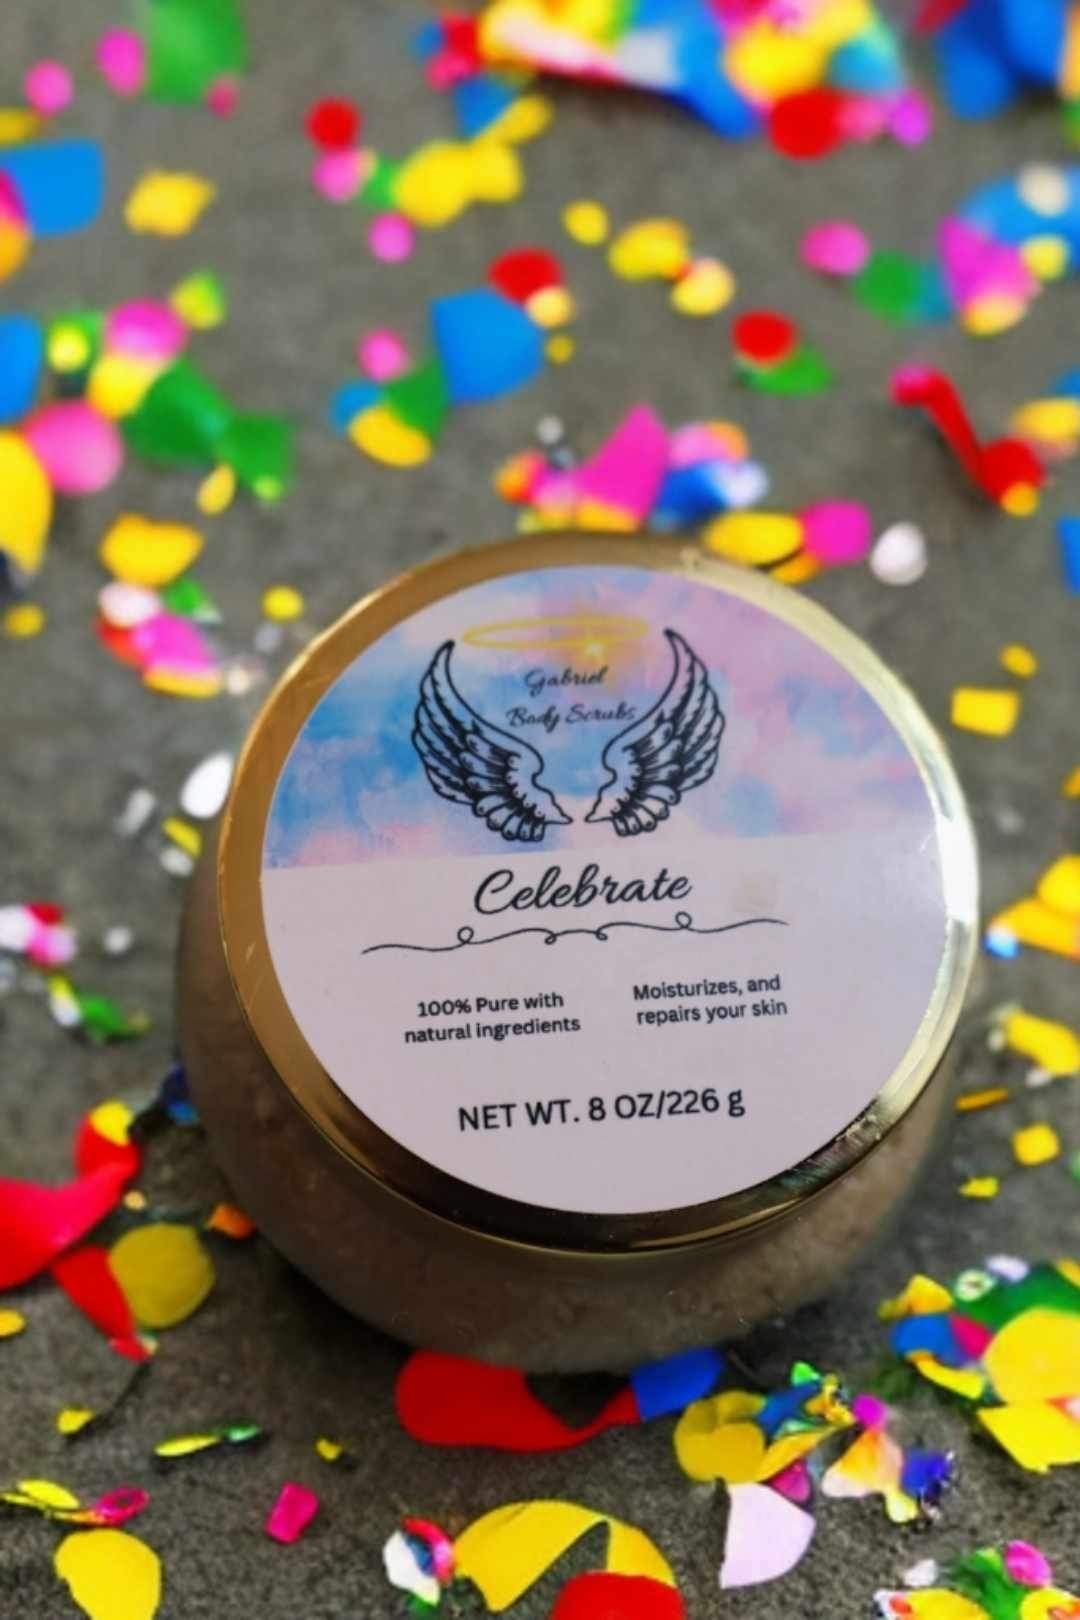 Gabriel
Body Scrubs
Celebrate
100% Pure with
natural ingredients
Moisturizes, and
repairs your skin
NET WT. 8 OZ/226 g